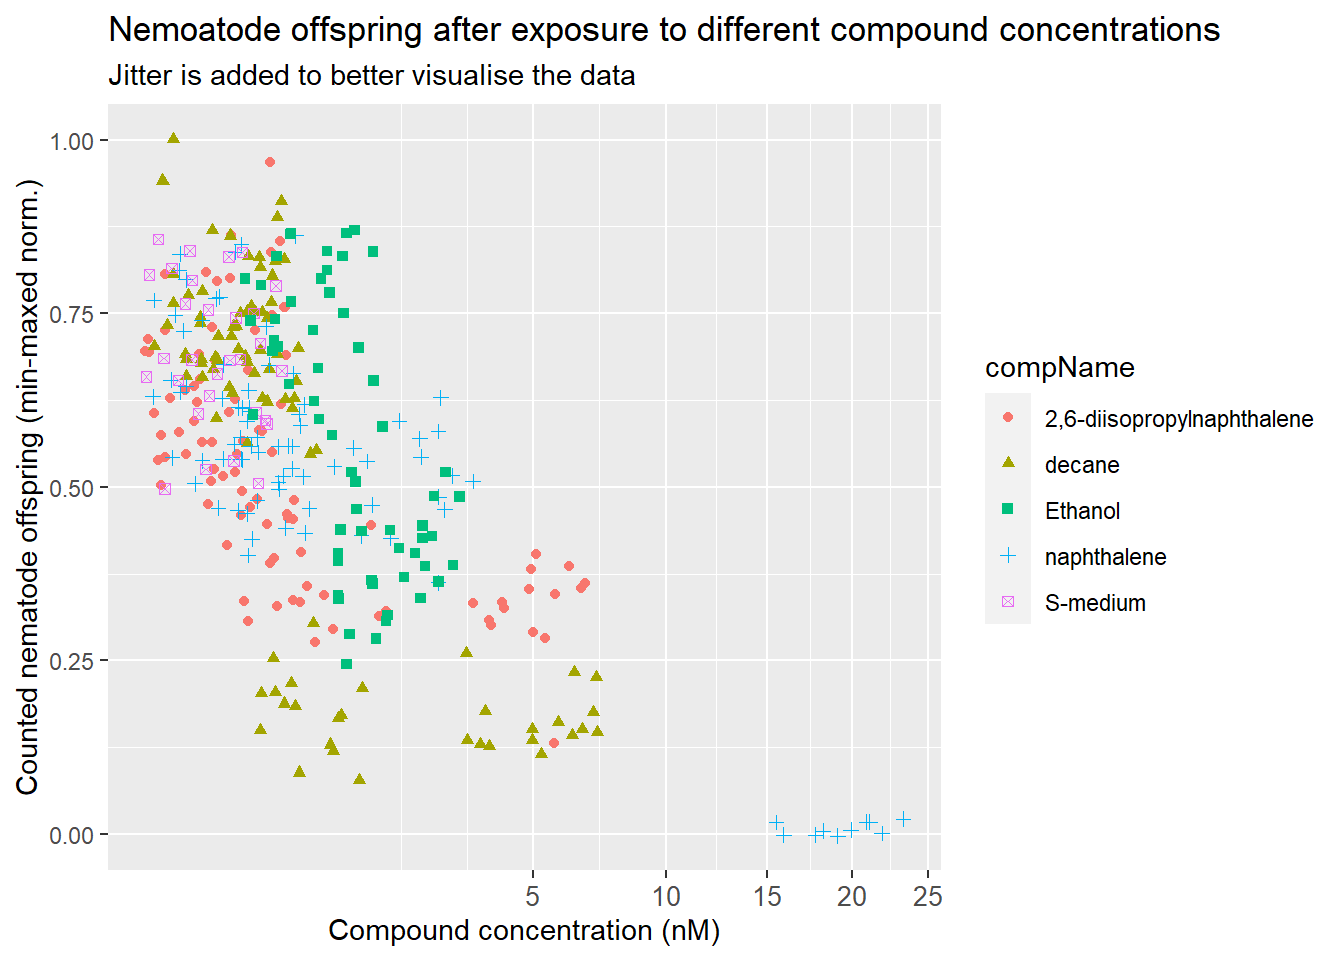 Nemoatode offspring after exposure to different compound concentrations
Jitter is added to better visualise the data
Counted nematode offspring (min-maxed norm.)
1.00
0.75
0.50
0.25
0.00
5 10 15 20 25
Compound concentration (nM)
compName
2,6-diisopropylnaphthalene
decane
Ethanol
naphthalene
S-medium